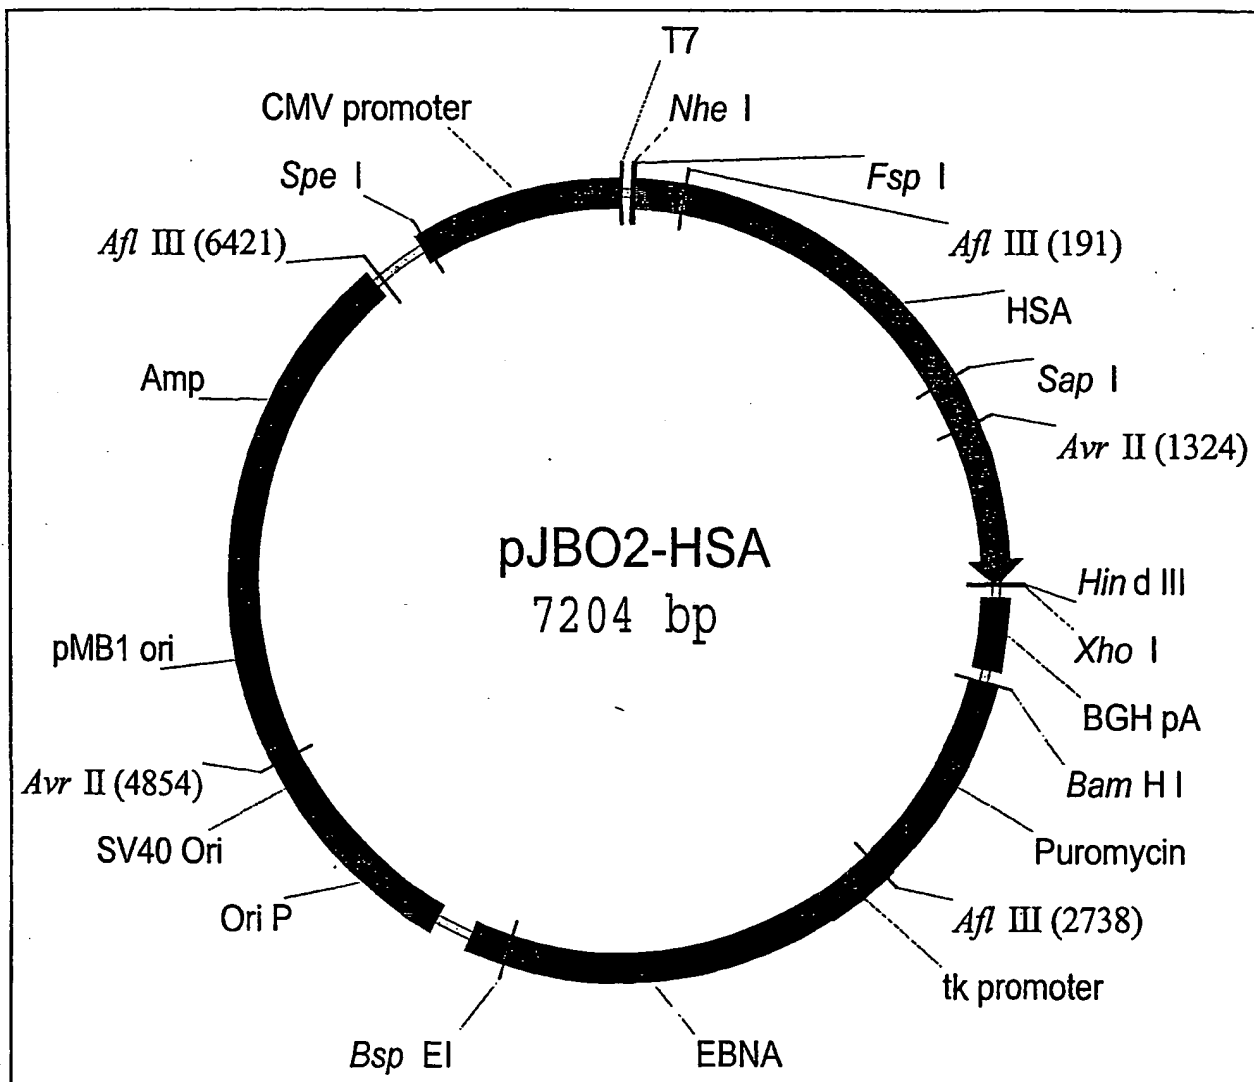 T7
CMV promoter
Nhe I
Spe I
Fsp I
Afl III (6421)
Afl III (191)
HSA
Amp
Sap I
Avr II (1324)
pJBO2-HSA
7204 bp
Hin d III
pMB1 ori
Xho I
BGH pA
Avr II (4854)
Bam H I
SV40 Ori
Puromycin
Ori P
Afl III (2738)
tk promoter
Bsp EI
EBNA